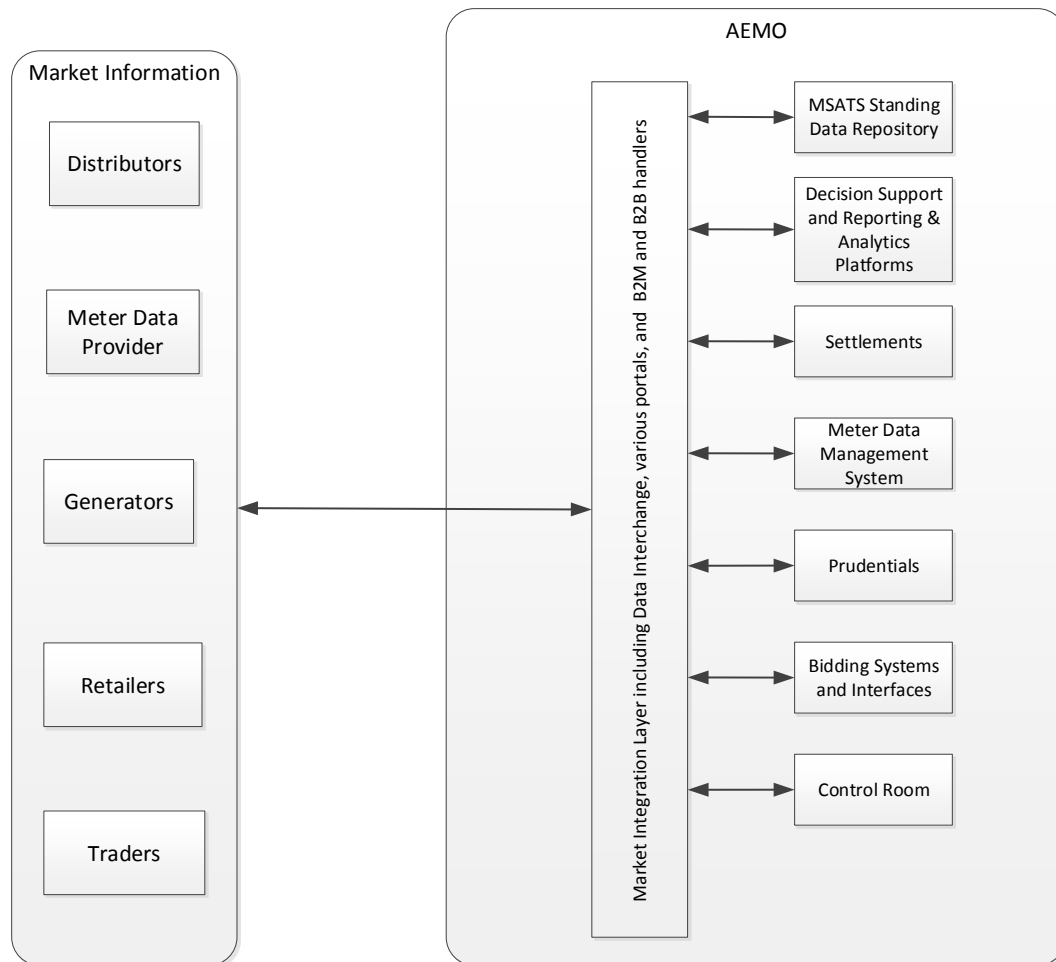 Market Information
Distributors
Meter Data
Provider
Generators
Retailers
Traders
AEMO
Market Integration Layer including Data Interchange, various portals, and  B2M and B2B handlers
MSATS Standing
Data Repository
Decision Support
and Reporting &
Analytics
Platforms
Settlements
Meter Data
Management
System
Prudentials
Bidding Systems
and Interfaces
Control Room